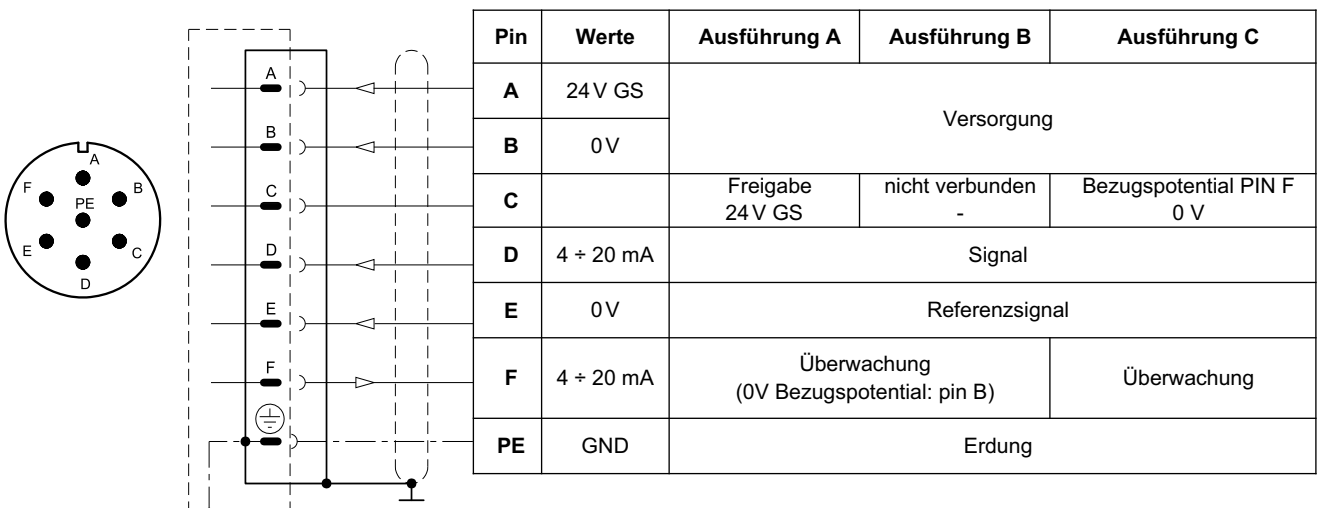 A
F
B
PE
E
C
D
A
B
C
D
E
F
Pin Werte Ausführung A Ausführung B Ausführung C
A 24 V GS Versorgung
B 0 V
C Freigabe 24 V GS nicht verbunden - Bezugspotential PIN F 0 V
D 4 ÷ 20 mA Signal
E 0 V Referenzsignal
F 4 ÷ 20 mA Überwachung (0V Bezugspotential: pin B) Überwachung
PE GND Erdung